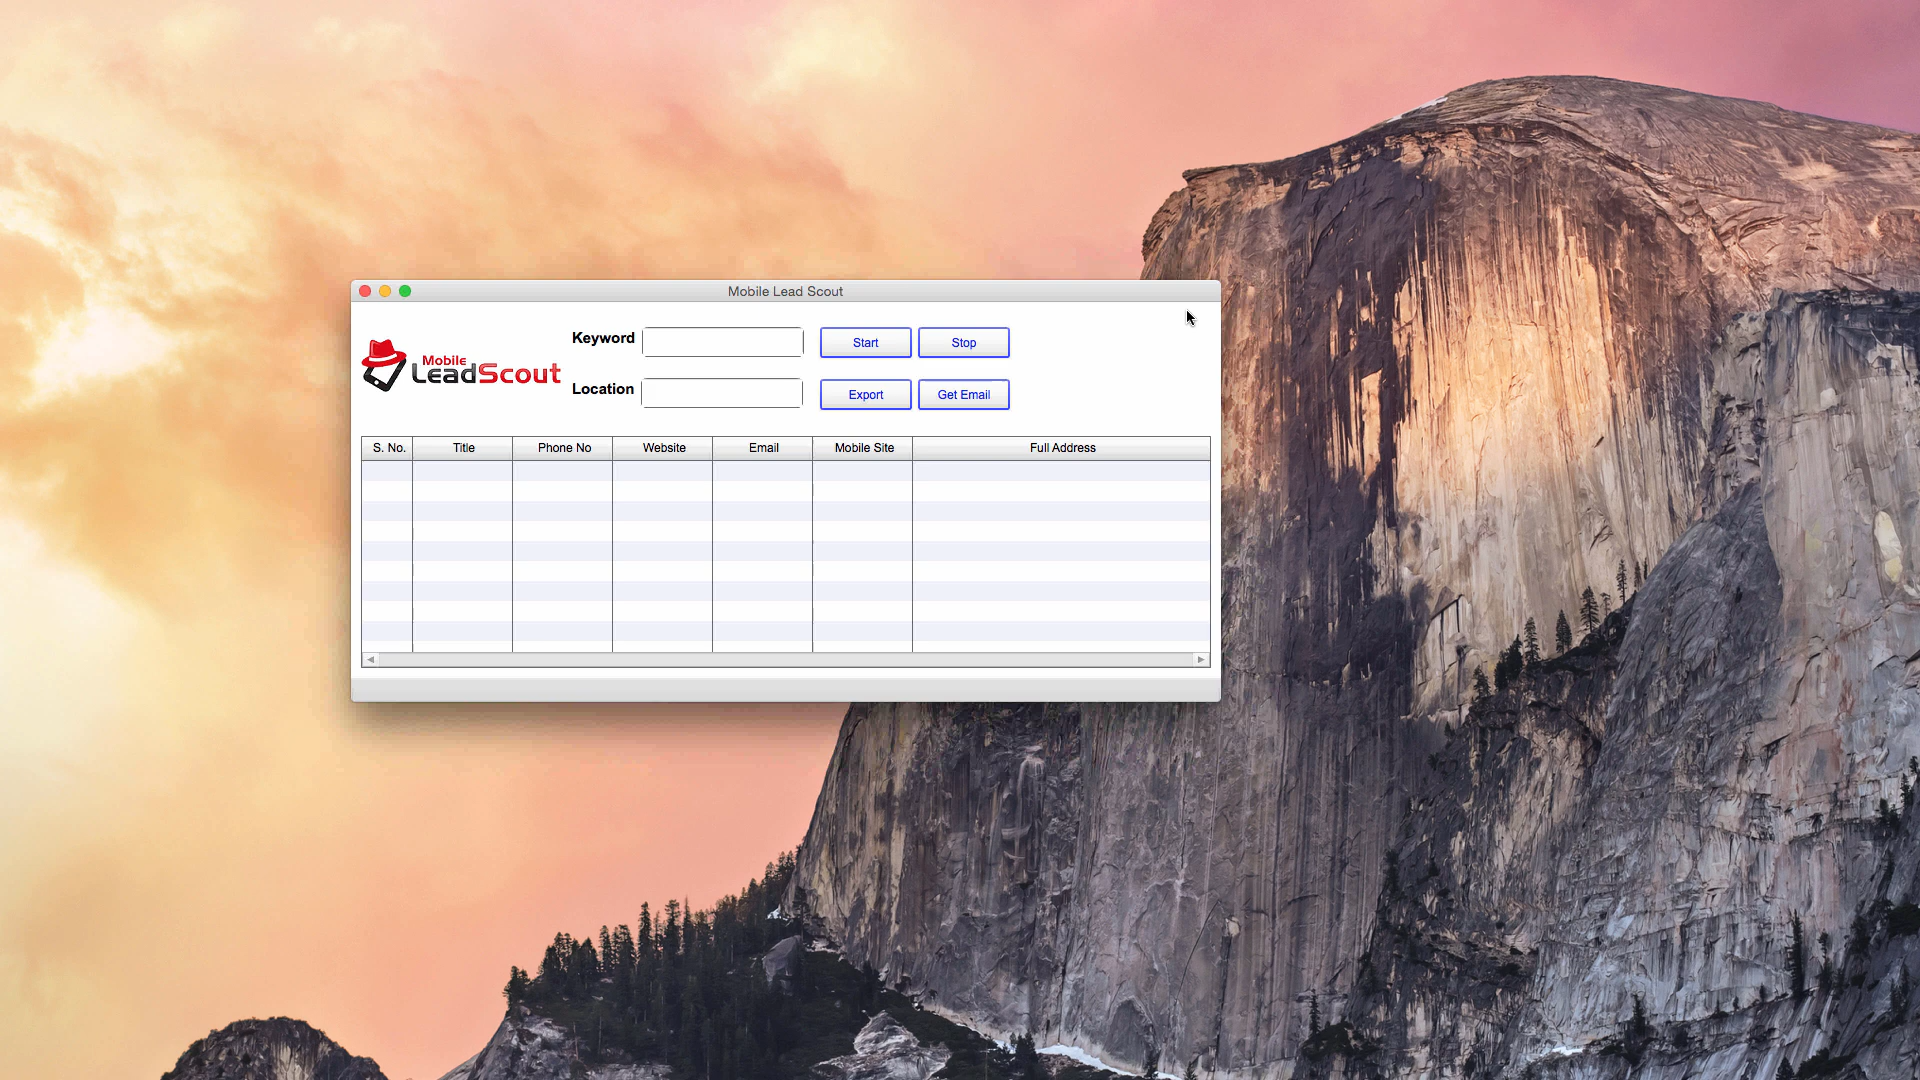 Mobile Lead Scout
Mobile
LeadScout
Keyword
Start
Stop
Location
Export
Get Email
S. No.
Title
Phone No
Website
Email
Mobile Site
Full Address